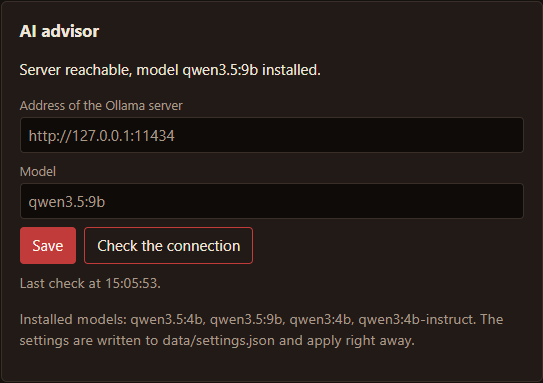 AI advisor
Server reachable, model qwen3.5:9b installed.
Address of the Ollama server
http://127.0.0.1:11434
Model
qwen3.5:9b
Save Check the connection
Last check at 15:05:53.
Installed models: qwen3.5:4b, qwen3.5:9b, qwen3:4b, qwen3:4b-instruct. The
settings are written to data/settings.json and apply right away.